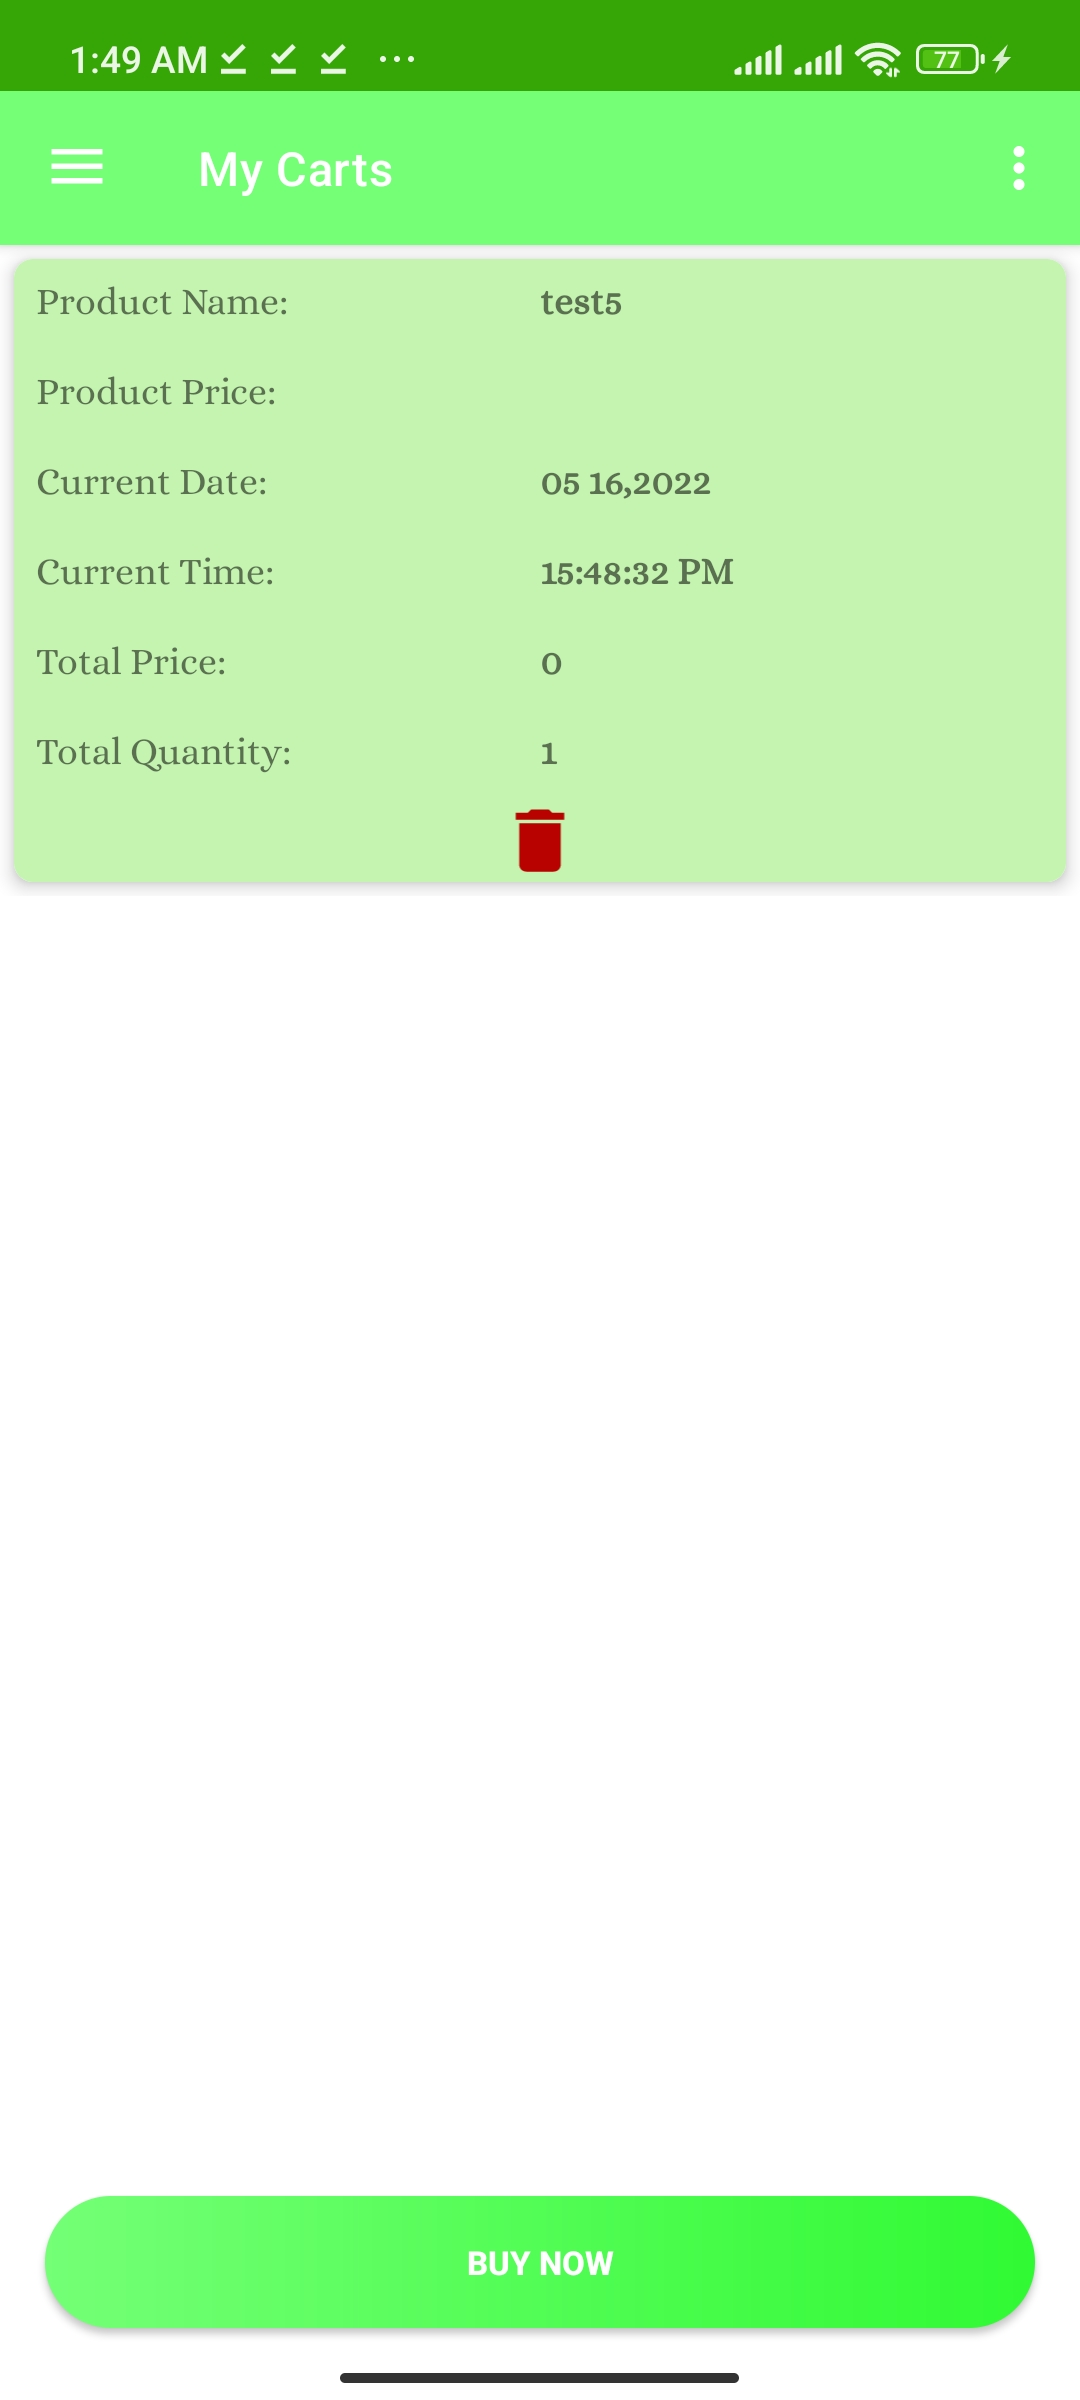 1:49 AM
77
My Carts
Product Name: test5
Product Price:
Current Date: 05 16,2022
Current Time: 15:48:32 PM
Total Price: 0
Total Quantity: 1
BUY NOW